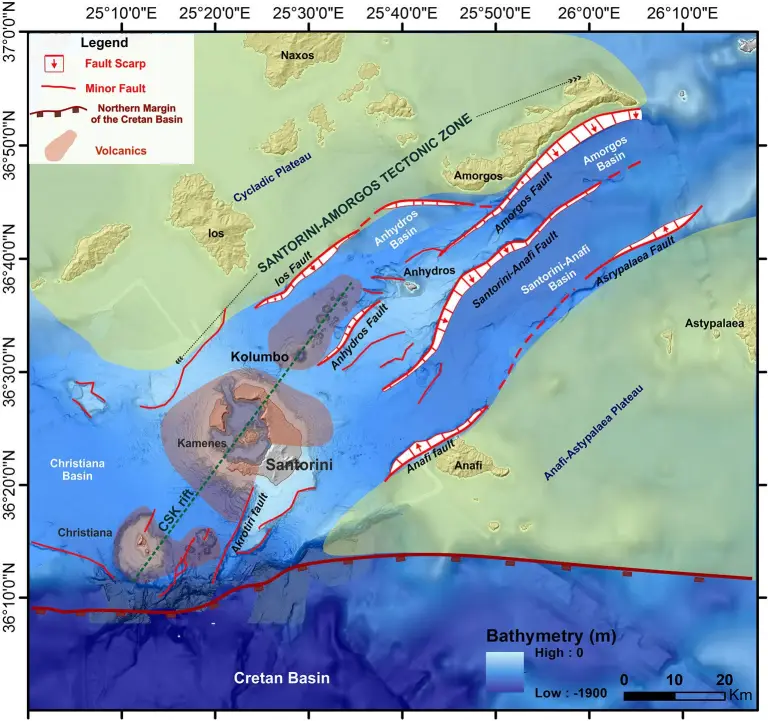 25°10'0"E
25°20'0"E
25°30'0"E
25°40'0"E
25°50'0"E
26°0'0"E
26°10'0"E
37°0'0"N
36°50'0"N
36°40'0"N
36°30'0"N
36°20'0"N
36°10'0"N
Legend
Fault Scarp
Minor Fault
Northern Margin
of the Cretan Basin
Volcanics
Naxos
Cycladic Plateau
SANTORINI-AMORGOS TECTONIC ZONE
Amorgos
Amorgos
Basin
Amorgos Fault
Ios
Ios Fault
Anhydros
Basin
Anhydros
Santorini-Anafi Fault
Santorini-Anafi
Basin
Asrypalaea Fault
Astypalaea
Kolumbo
Anhydros Fault
Kamenes
Santorini
Anafi fault
Anafi
Anafi-Astypalaea Plateau
Christiana
Basin
Christiana
CSK rift
Akrotiri fault
Cretan Basin
Bathymetry (m)
High : 0
Low : -1900
0 10 20
Km